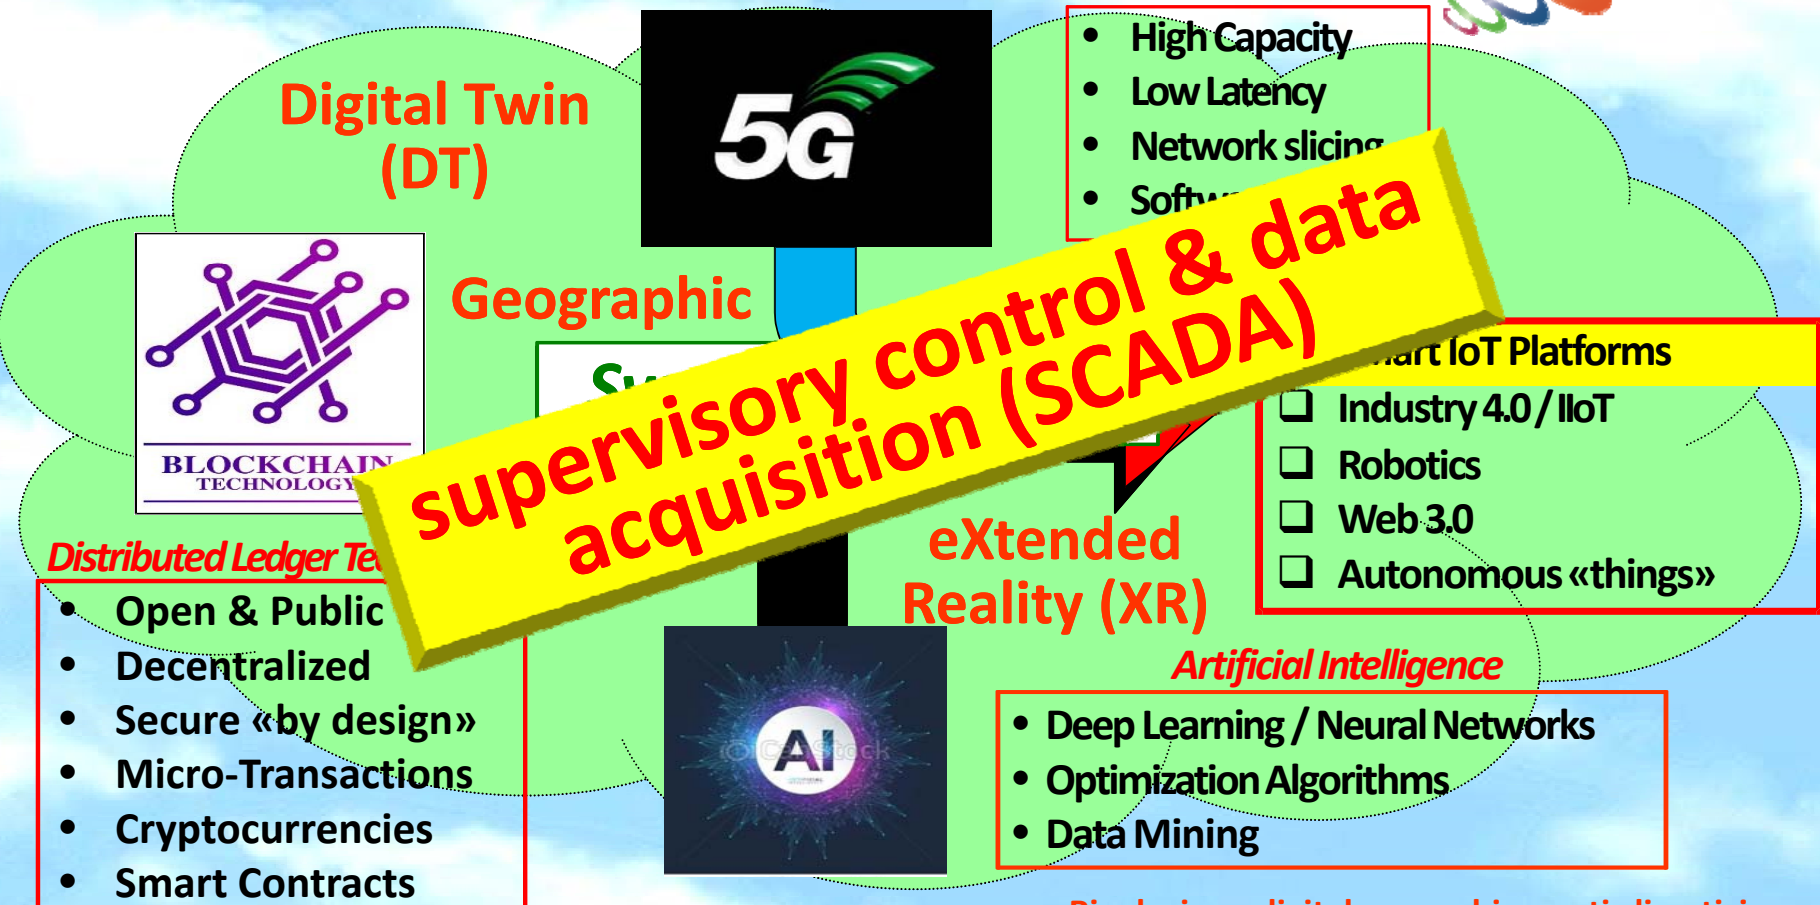 High Capacity
Low Latency
Network slicing
Digital Twin
(DT)
5G
Geographic
supervisory control & data
acquisition (SCADA)
IoT Platforms
Industry 4.0 / IIoT
Robotics
Web 3.0
Autonomous «things»
BLOCKCHAIN
TECHNOLOGY
Distributed Ledger
Open & Public
Decentralized
Secure «by design»
Micro-Transactions
Cryptocurrencies
Smart Contracts
eXtended
Reality (XR)
AI
Artificial Intelligence
Deep Learning / Neural Networks
Optimization Algorithms
Data Mining